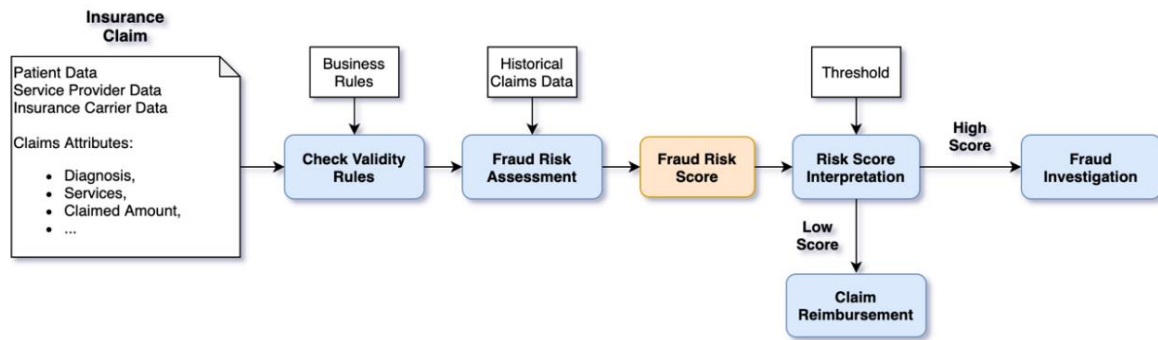 Insurance
Claim
Patient Data
Service Provider Data
Insurance Carrier Data
Claims Attributes:
• Diagnosis,
• Services,
• Claimed Amount,
• ...
Business
Rules
Check Validity
Rules
Historical
Claims Data
Fraud Risk
Assessment
Fraud Risk
Score
Threshold
Risk Score
Interpretation
High
Score
Fraud
Investigation
Low
Score
Claim
Reimbursement